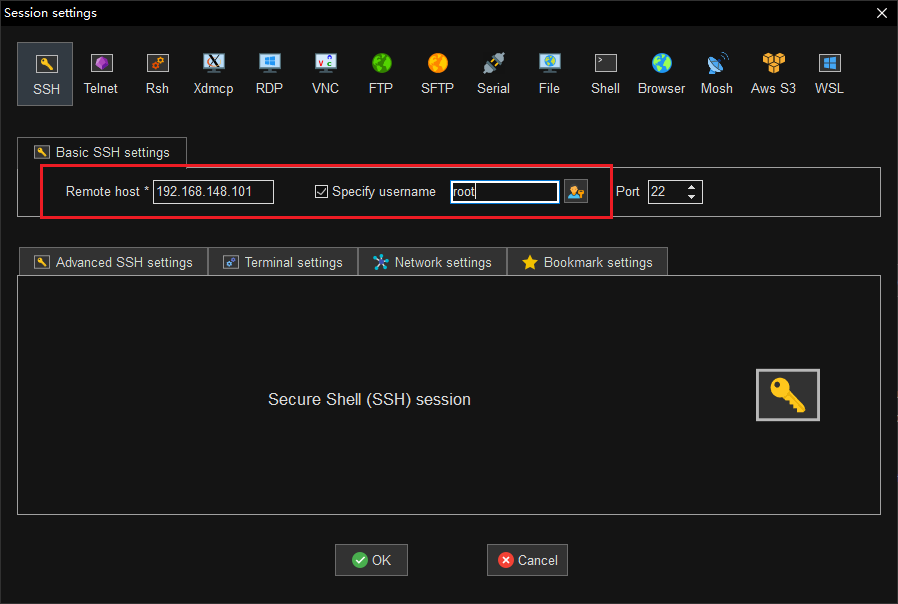 Session settings
SSH Telnet Rsh Xdmcp RDP VNC FTP SFTP Serial File Shell Browser Mosh Aws S3 WSL
Basic SSH settings
Remote host * 192.168.148.101 Specify username root Port 22
Advanced SSH settings Terminal settings Network settings Bookmark settings
Secure Shell (SSH) session
OK Cancel